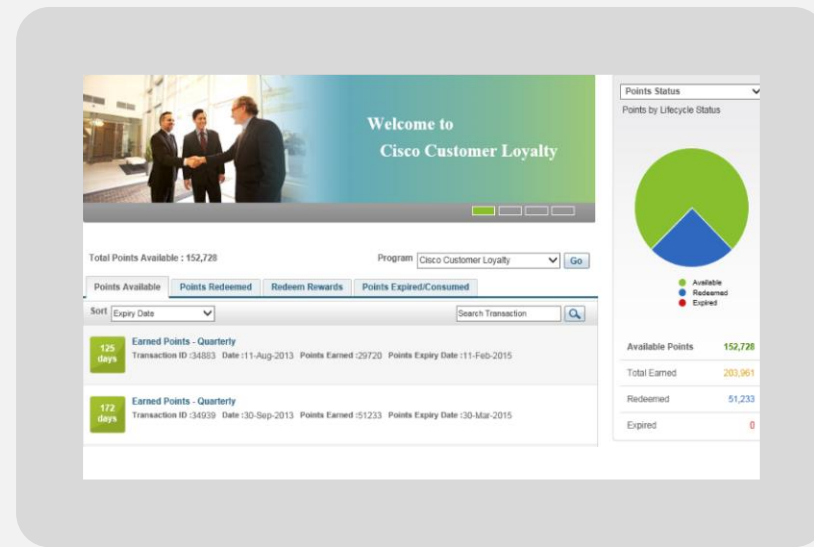 Welcome to
Cisco Customer Loyalty
Total Points Available : 152,728
Program Cisco Customer Loyalty Go
Points Available Points Redeemed Redeem Rewards Points Expired/Consumed
Sort Expiry Date Search Transaction
125 days
Earned Points - Quarterly
Transaction ID :34883 Date :11-Aug-2013 Points Earned :29720 Points Expiry Date :11-Feb-2015
172 days
Earned Points - Quarterly
Transaction ID :34939 Date :30-Sep-2013 Points Earned :51233 Points Expiry Date :30-Mar-2015
Points Status
Points by Lifecycle Status
Available
Redeemed
Expired
Available Points 152,728
Total Earned 203,961
Redeemed 51,233
Expired 0